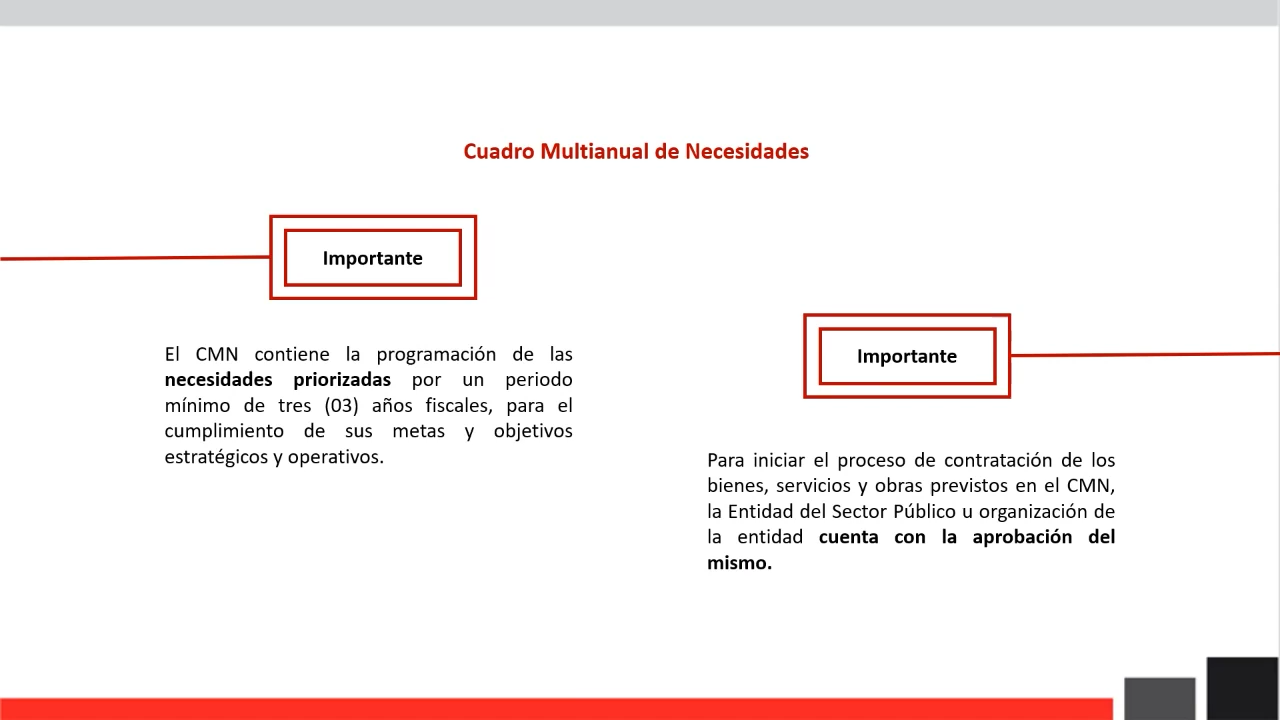 Cuadro Multianual de Necesidades
Importante
El CMN contiene la programación de las
necesidades priorizadas por un periodo
mínimo de tres (03) años fiscales, para el
cumplimiento de sus metas y objetivos
estratégicos y operativos.
Importante
Para iniciar el proceso de contratación de los
bienes, servicios y obras previstos en el CMN,
la Entidad del Sector Público u organización de
la entidad cuenta con la aprobación del
mismo.